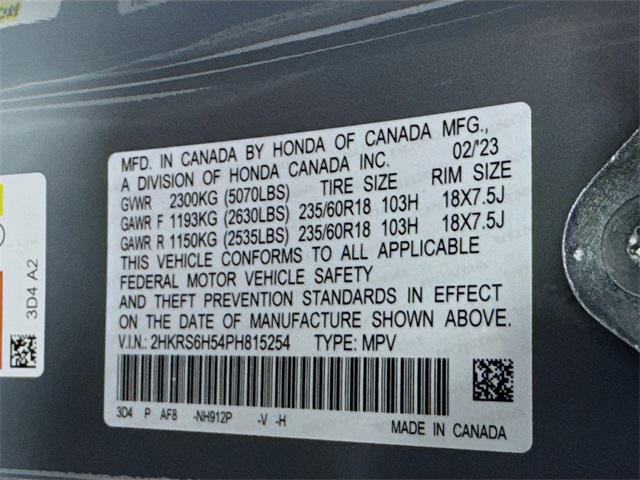 MFD. IN CANADA BY HONDA OF CANADA MFG.,
A DIVISION OF HONDA CANADA INC. 02/'23
GVWR 2300KG (5070LBS) TIRE SIZE RIM SIZE
GAWR F 1193KG (2630LBS) 235/60R18 103H 18X7.5J
GAWR R 1150KG (2535LBS) 235/60R18 103H 18X7.5J
THIS VEHICLE CONFORMS TO ALL APPLICABLE
FEDERAL MOTOR VEHICLE SAFETY
AND THEFT PREVENTION STANDARDS IN EFFECT
ON THE DATE OF MANUFACTURE SHOWN ABOVE.
V.I.N.: 2HKRS6H54PH815254 TYPE: MPV
3D4 P AF8 -NH912P -V -H
MADE IN CANADA
3D4 A2